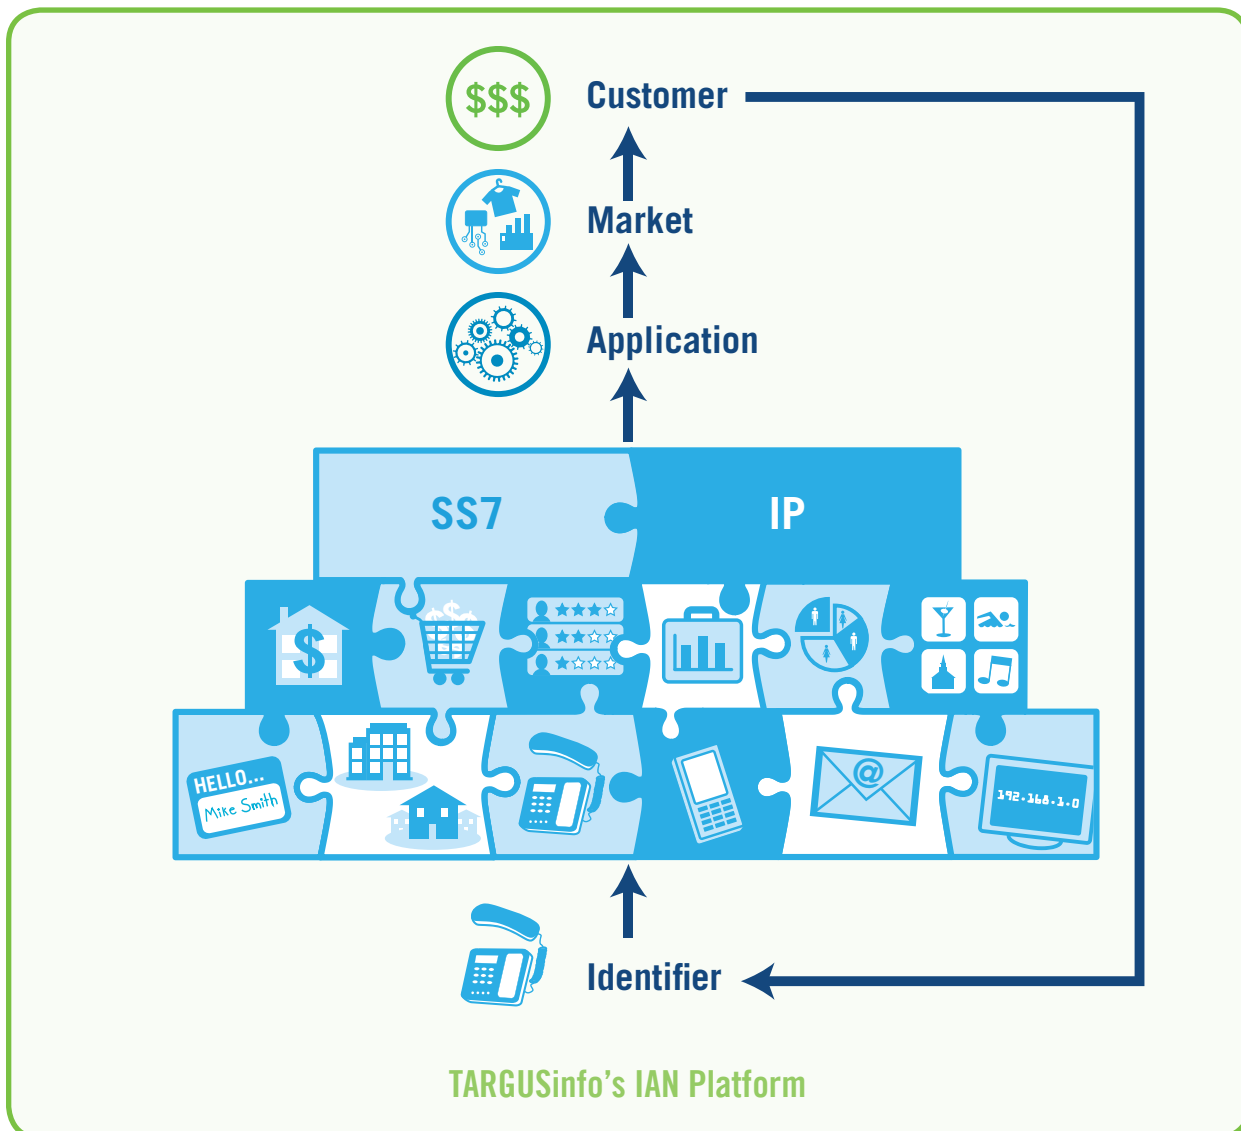 $$$
Customer
Market
Application
SS7
IP
$
$$$
HELLO...
Mike Smith
@
192.168.1.0
Identifier
TARGUSinfo’s IAN Platform